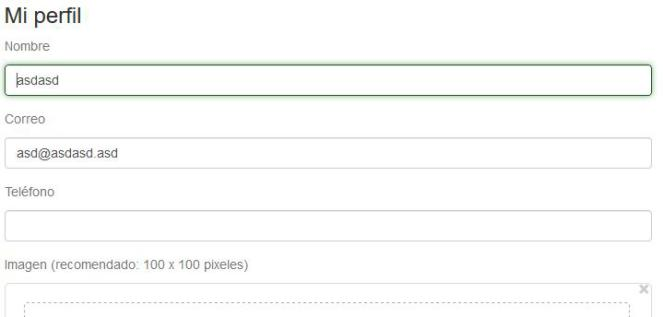 Mi perfil
Nombre
asdasd
Correo
asd@asdasd.asd
Teléfono
Imagen (recomendado: 100 x 100 pixeles)